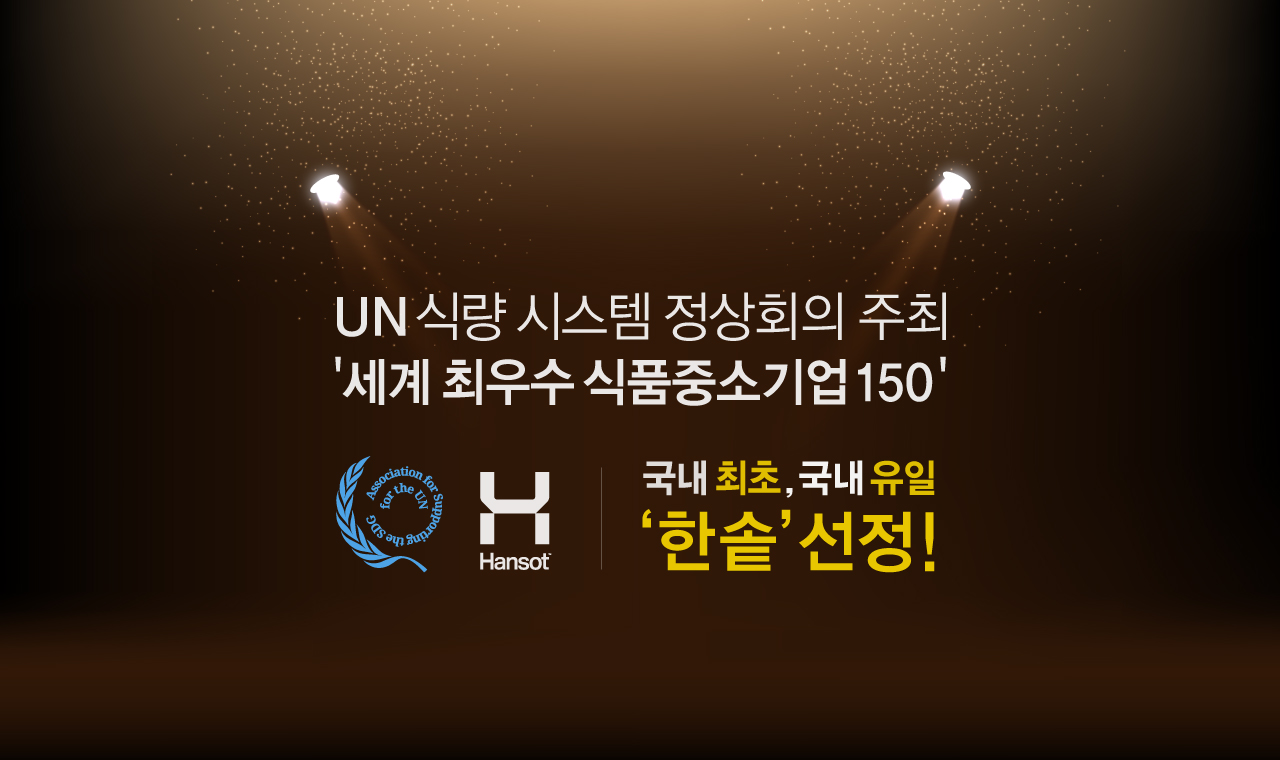 UN 식량 시스템 정상회의 주최
'세계 최우수 식품중소기업 150'
Association for Supporting the SDG
for the UN
Hansot™
국내 최초, 국내 유일
‘한솥’ 선정!